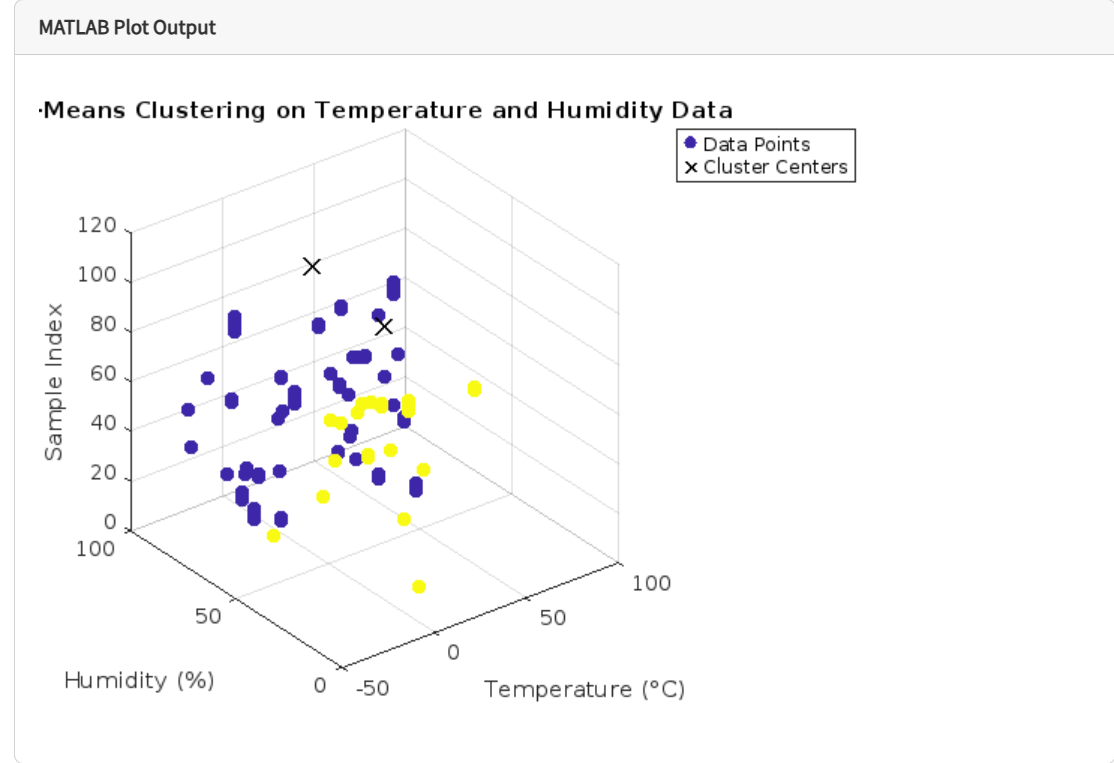 MATLAB Plot Output
-Means Clustering on Temperature and Humidity Data
Data Points
Cluster Centers
120
100
80
60
40
20
0
Sample Index
100
50
0
Humidity (%)
-50
0
50
100
Temperature (°C)